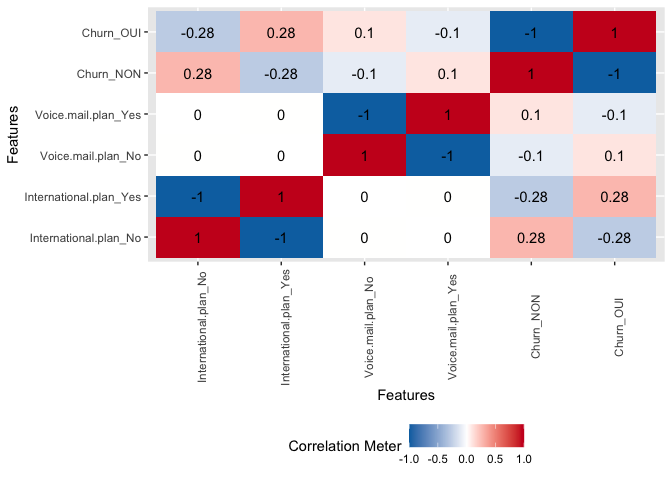 Churn_OUI -0.28 0.28 0.1 -0.1 -1 1
Churn_NON 0.28 -0.28 -0.1 0.1 1 -1
Voice.mail.plan_Yes 0 0 -1 1 0.1 -0.1
Voice.mail.plan_No 0 0 1 -1 -0.1 0.1
International.plan_Yes -1 1 0 0 -0.28 0.28
International.plan_No 1 -1 0 0 0.28 -0.28
Features
International.plan_No
International.plan_Yes
Voice.mail.plan_No
Voice.mail.plan_Yes
Churn_NON
Churn_OUI
Features
Correlation Meter
-1.0 -0.5 0.0 0.5 1.0